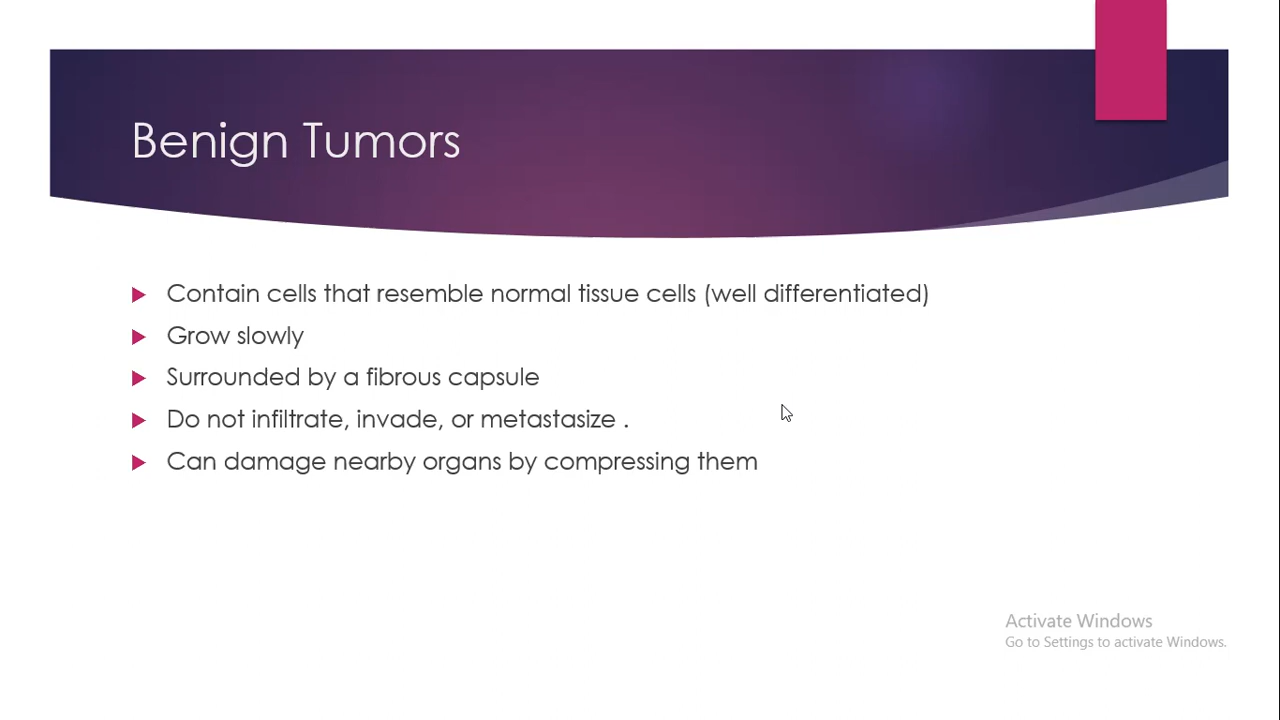 Benign Tumors
Contain cells that resemble normal tissue cells (well differentiated)
Grow slowly
Surrounded by a fibrous capsule
Do not infiltrate, invade, or metastasize .
Can damage nearby organs by compressing them
Activate Windows
Go to Settings to activate Windows.